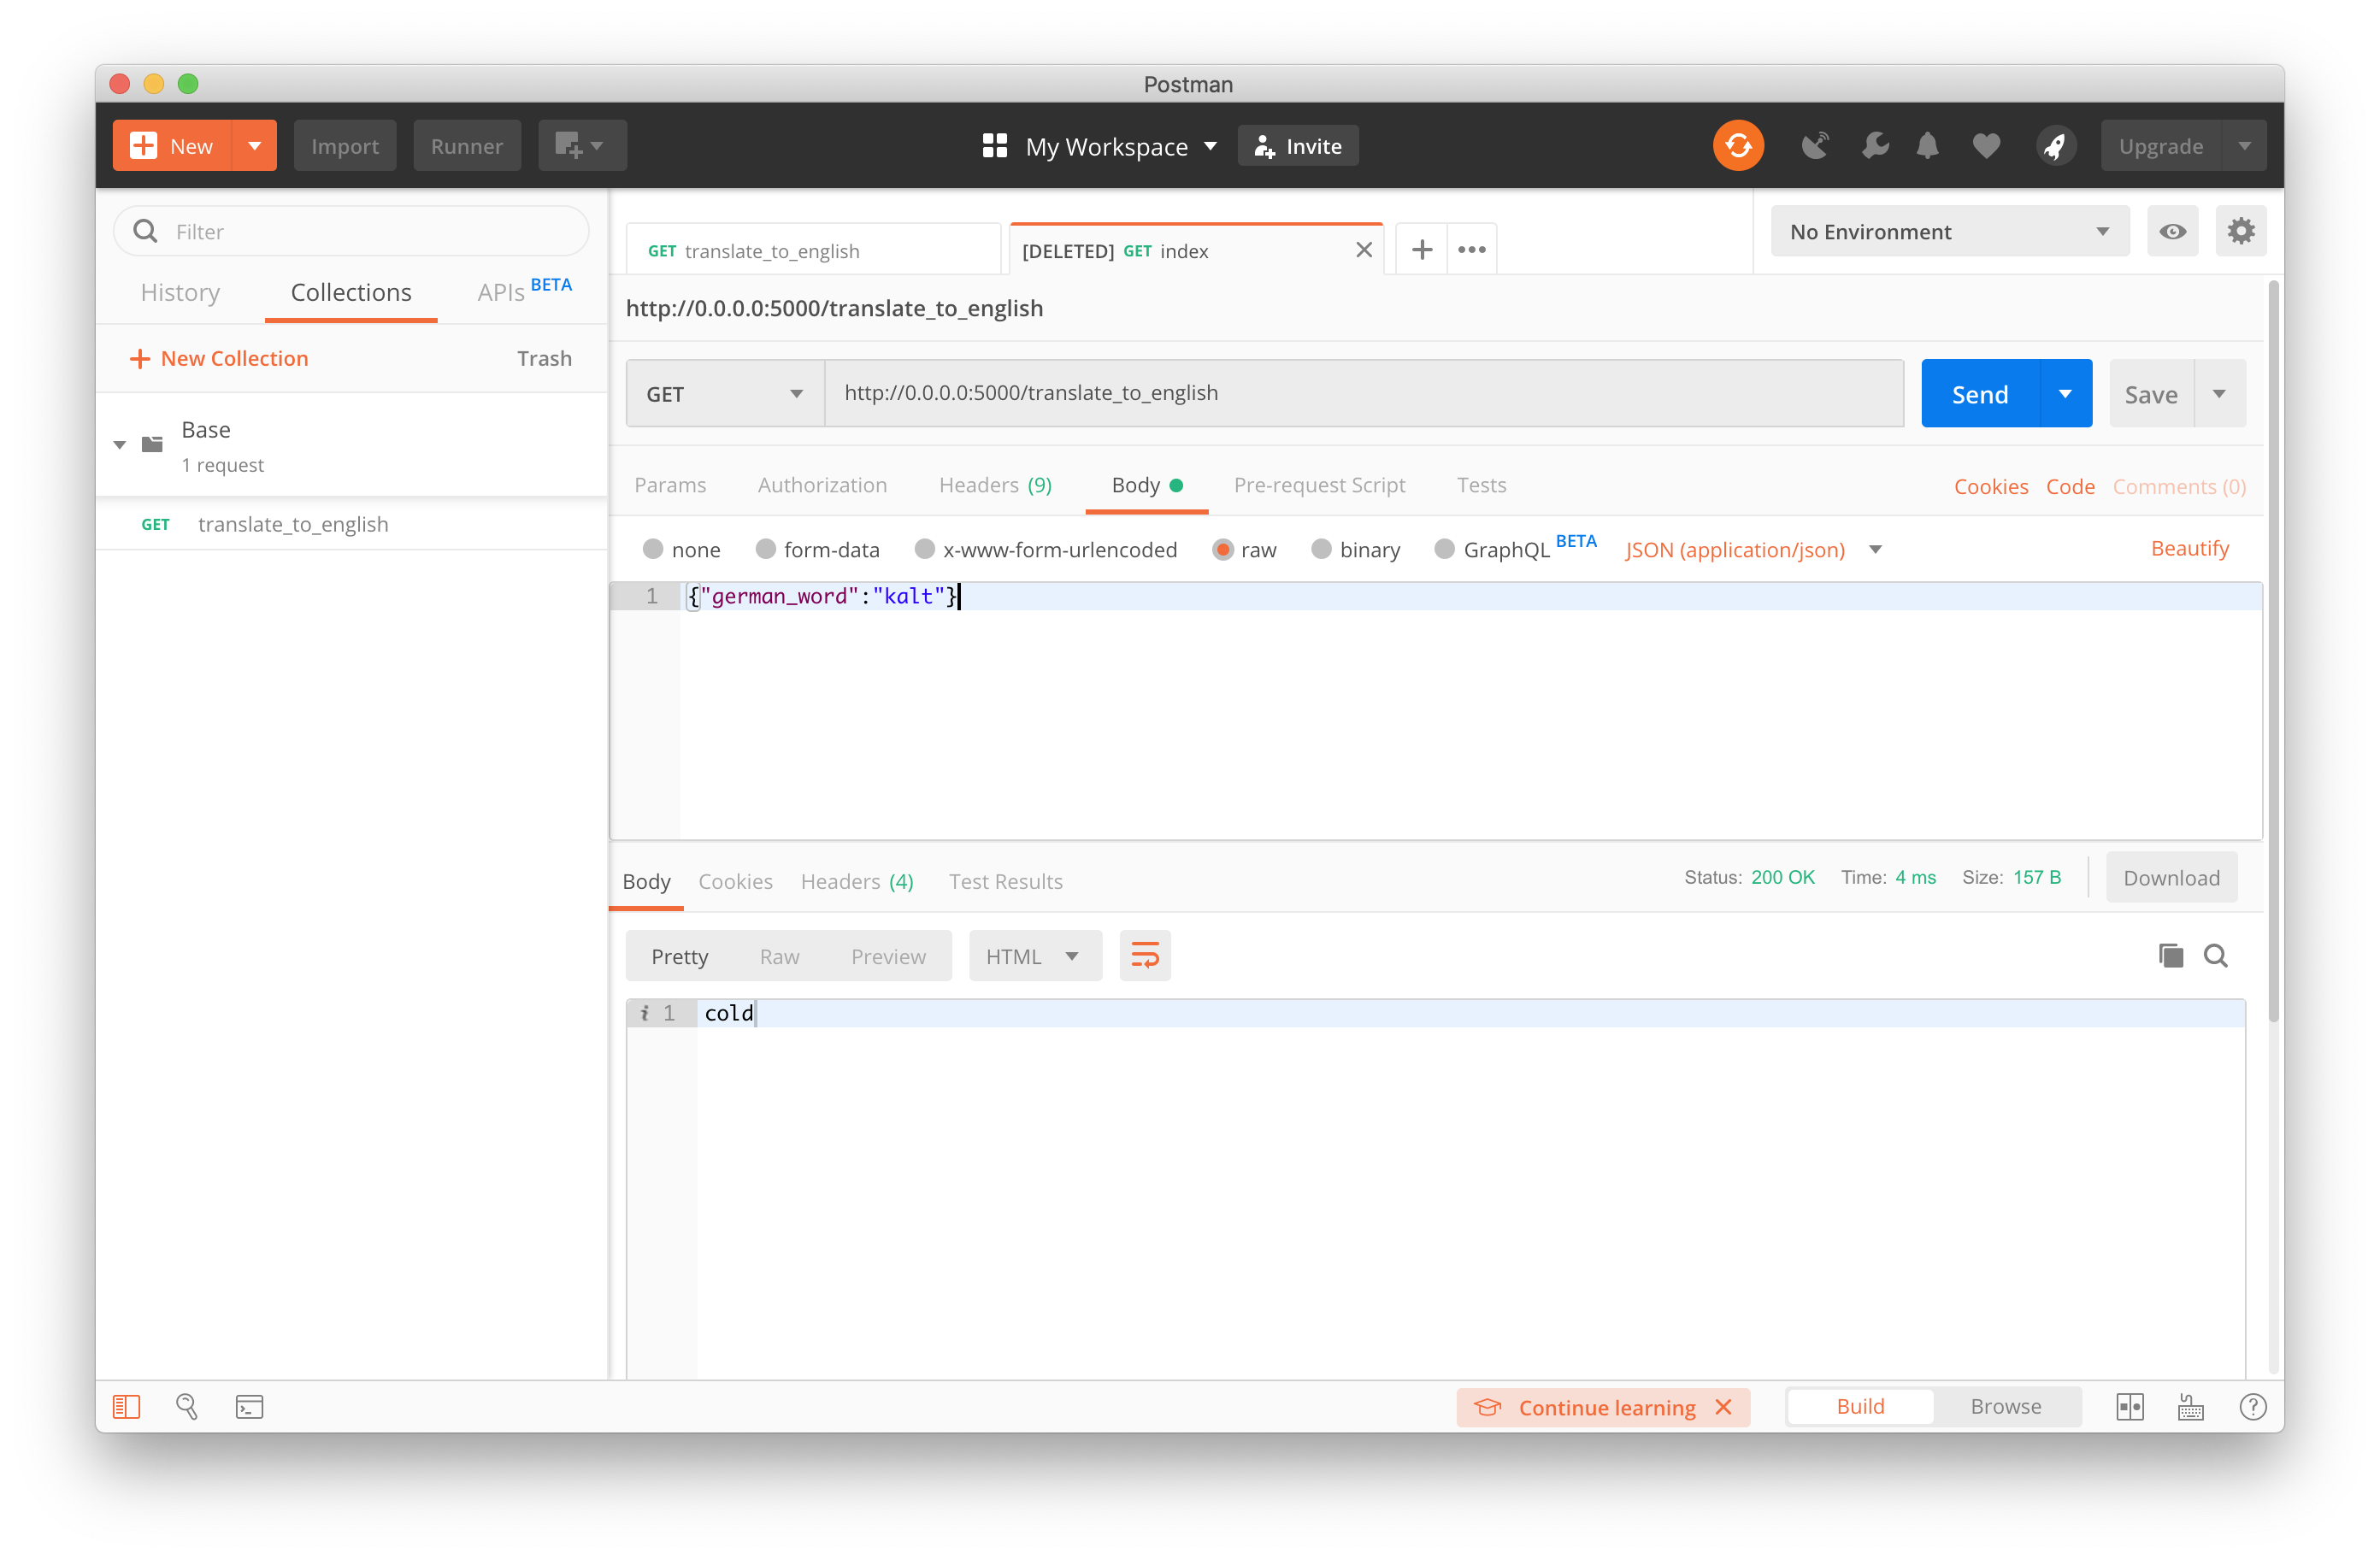 Postman
New
Import
Runner
My Workspace
Invite
Upgrade
Filter
History
Collections
APIs BETA
New Collection
Trash
Base
1 request
GET translate_to_english
GET translate_to_english
[DELETED] GET index
No Environment
http://0.0.0.0:5000/translate_to_english
GET
http://0.0.0.0:5000/translate_to_english
Send
Save
Params
Authorization
Headers (9)
Body
Pre-request Script
Tests
Cookies
Code
Comments (0)
none
form-data
x-www-form-urlencoded
raw
binary
GraphQL BETA
JSON (application/json)
Beautify
1 {"german_word":"kalt"}
Body
Cookies
Headers (4)
Test Results
Status: 200 OK
Time: 4 ms
Size: 157 B
Download
Pretty
Raw
Preview
HTML
i 1 cold
Continue learning
Build
Browse